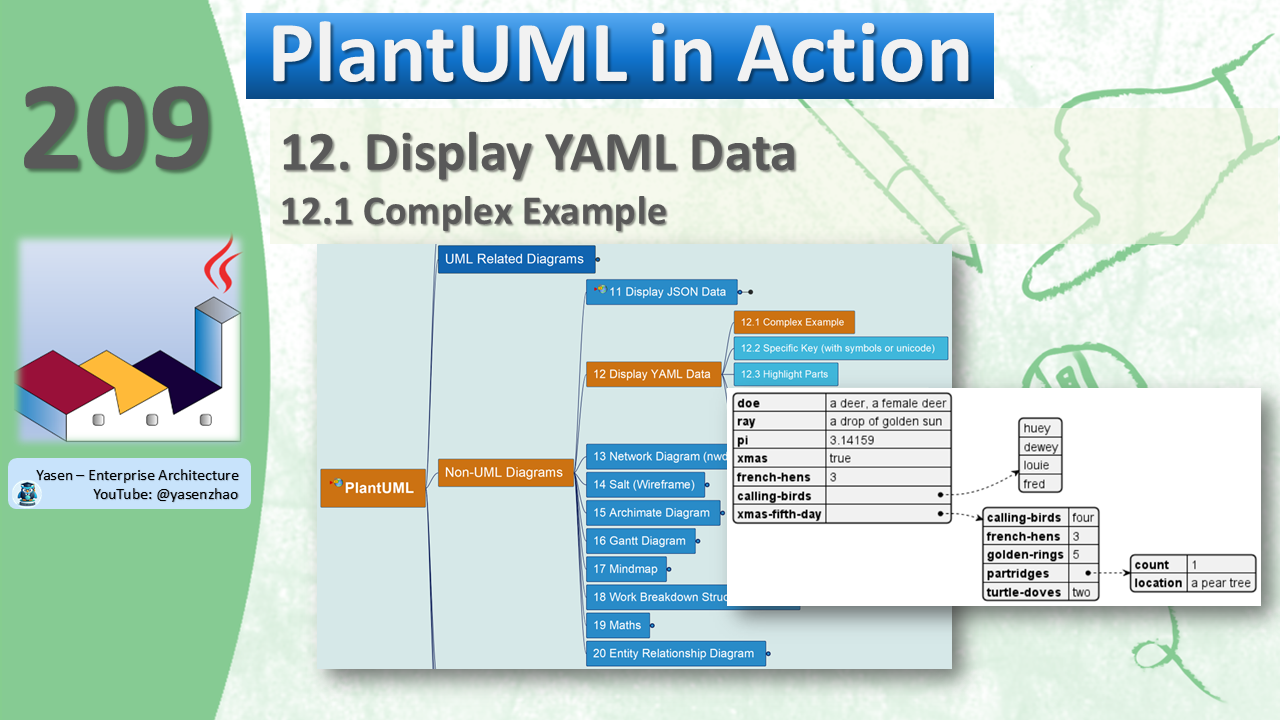 PlantUML in Action
209
12. Display YAML Data
12.1 Complex Example
UML Related Diagrams
11 Display JSON Data
12.1 Complex Example
12.2 Specific Key (with symbols or unicode)
12 Display YAML Data
12.3 Highlight Parts
doe a deer, a female deer
ray a drop of golden sun
pi 3.14159
xmas true
french-hens 3
calling-birds
xmas-fifth-day
huey
dewey
louie
fred
calling-birds four
french-hens 3
golden-rings 5
partridges
turtle-doves two
count 1
location a pear tree
PlantUML
Non-UML Diagrams
13 Network Diagram (nwd
14 Salt (Wireframe)
15 Archimate Diagram
16 Gantt Diagram
17 Mindmap
18 Work Breakdown Struc
19 Maths
20 Entity Relationship Diagram
Yasen – Enterprise Architecture
YouTube: @yasenzhao